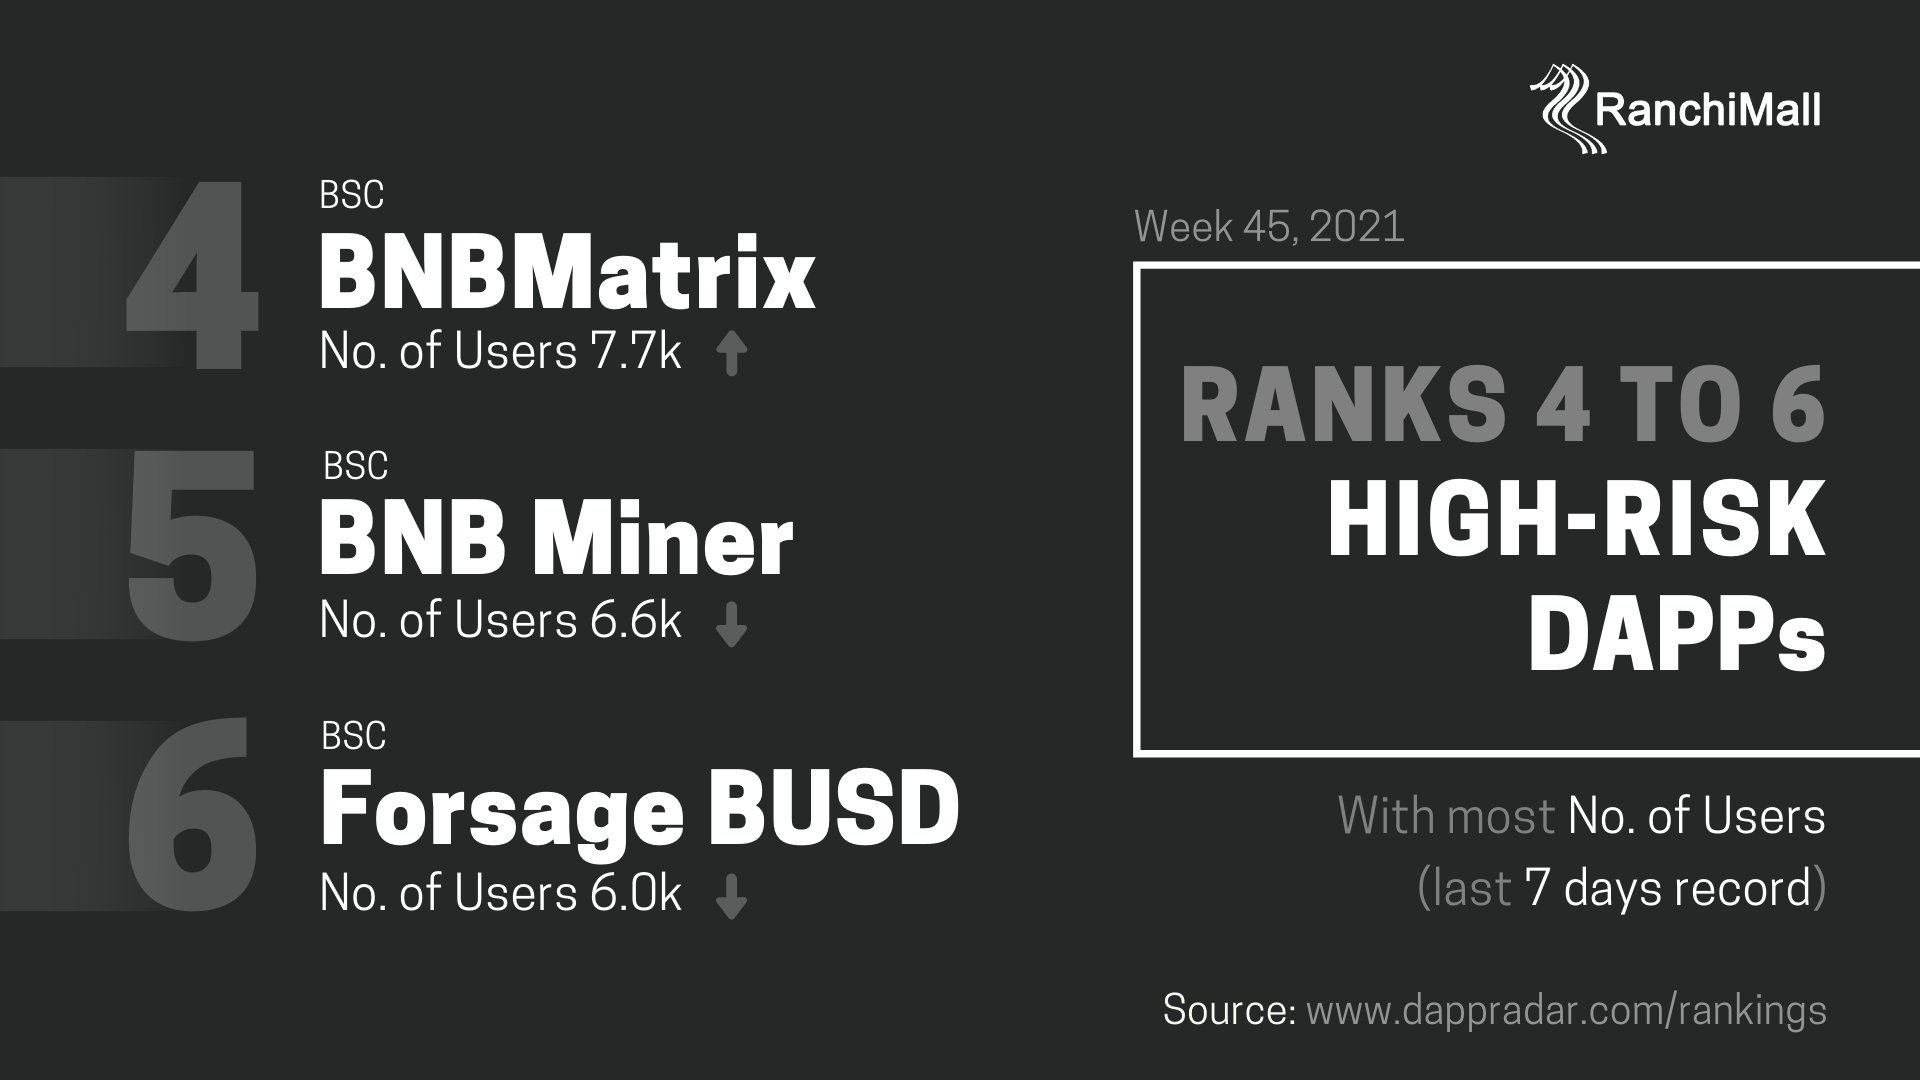 RanchiMall
4
BSC
BNBMatrix
No. of Users 7.7k
5
BSC
BNB Miner
No. of Users 6.6k
6
BSC
Forsage BUSD
No. of Users 6.0k
Week 45, 2021
RANKS 4 TO 6
HIGH-RISK
DAPPs
With most No. of Users
(last 7 days record)
Source: www.dappradar.com/rankings